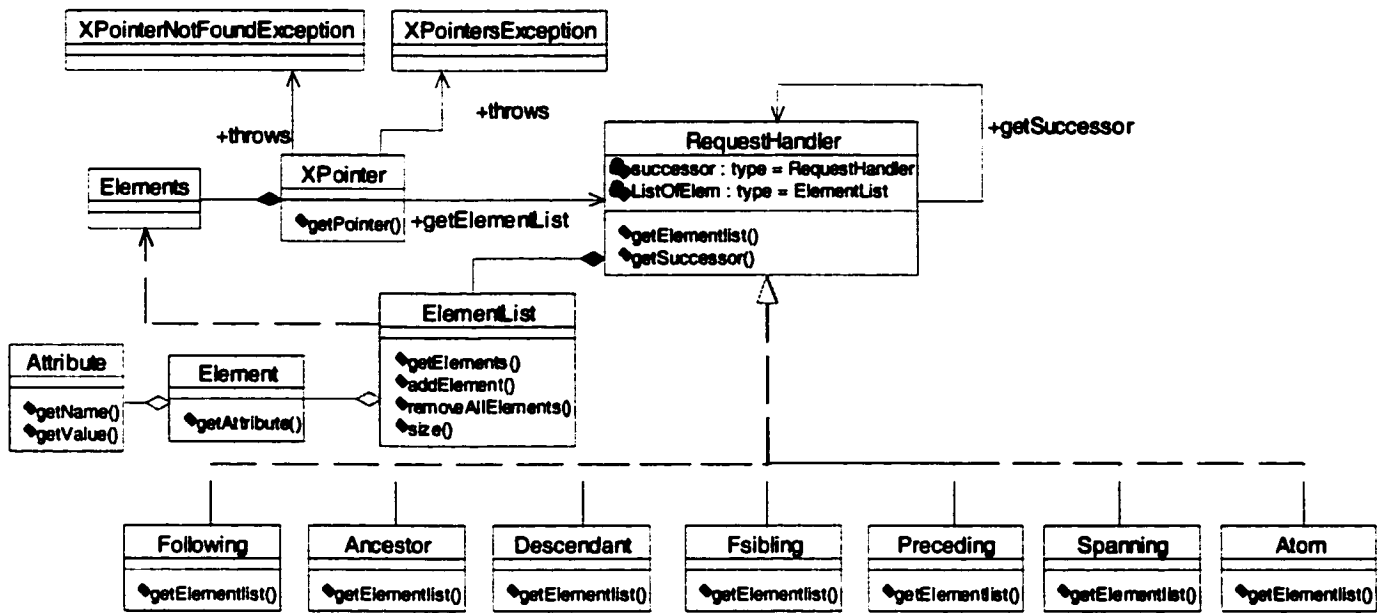 XPointerNotFoundException
XPointersException
+throws
+throws
+getSuccessor
RequestHandler
successor : type = RequestHandler
ListOfElem : type = ElementList
getElementlist()
getSuccessor()
Elements
XPointer
getPointer()
+getElementList
ElementList
getElements()
addElement()
removeAllElements()
size()
Attribute
getName()
getValue()
Element
getAttribute()
Following
getElementlist()
Ancestor
getElementlist()
Descendant
getElementlist()
Fsibling
getElementlist()
Preceding
getElementlist()
Spanning
getElementlist()
Atom
getElementlist()